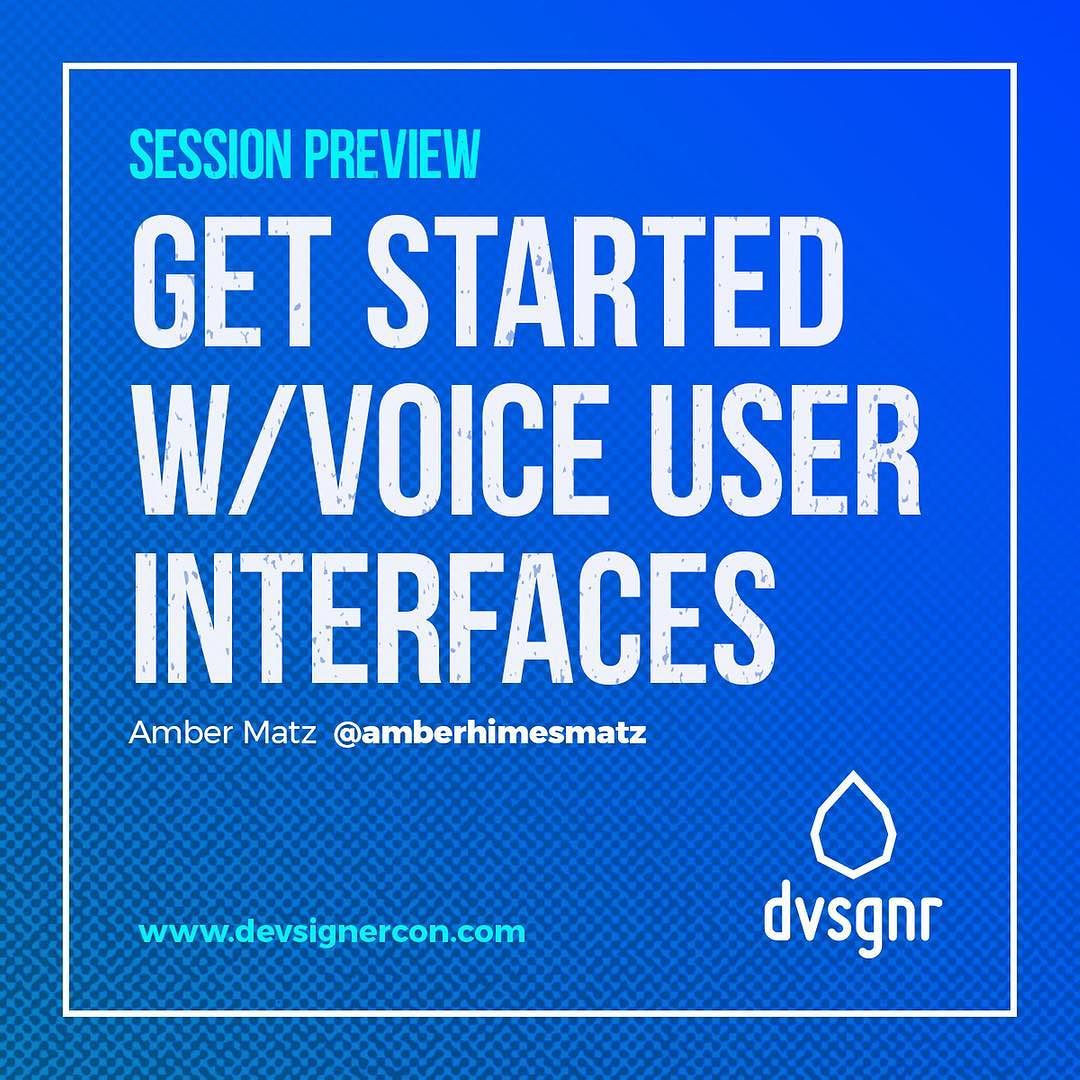 SESSION PREVIEW
GET STARTED
W/VOICE USER
INTERFACES
Amber Matz @amberhimesmatz
dvsgnr
www.devsignercon.com